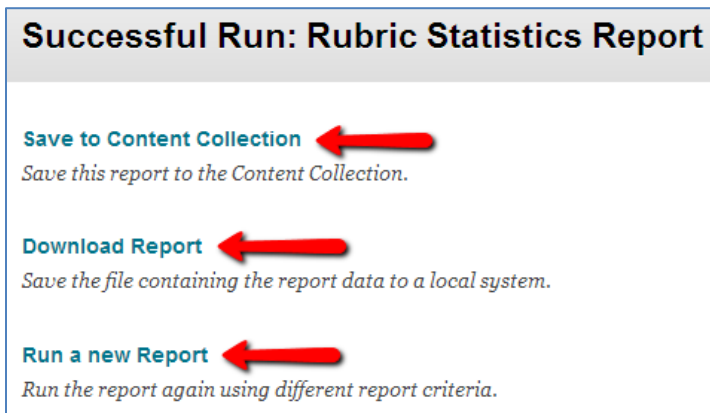 Successful Run: Rubric Statistics Report
Save to Content Collection
Save this report to the Content Collection.
Download Report
Save the file containing the report data to a local system.
Run a new Report
Run the report again using different report criteria.